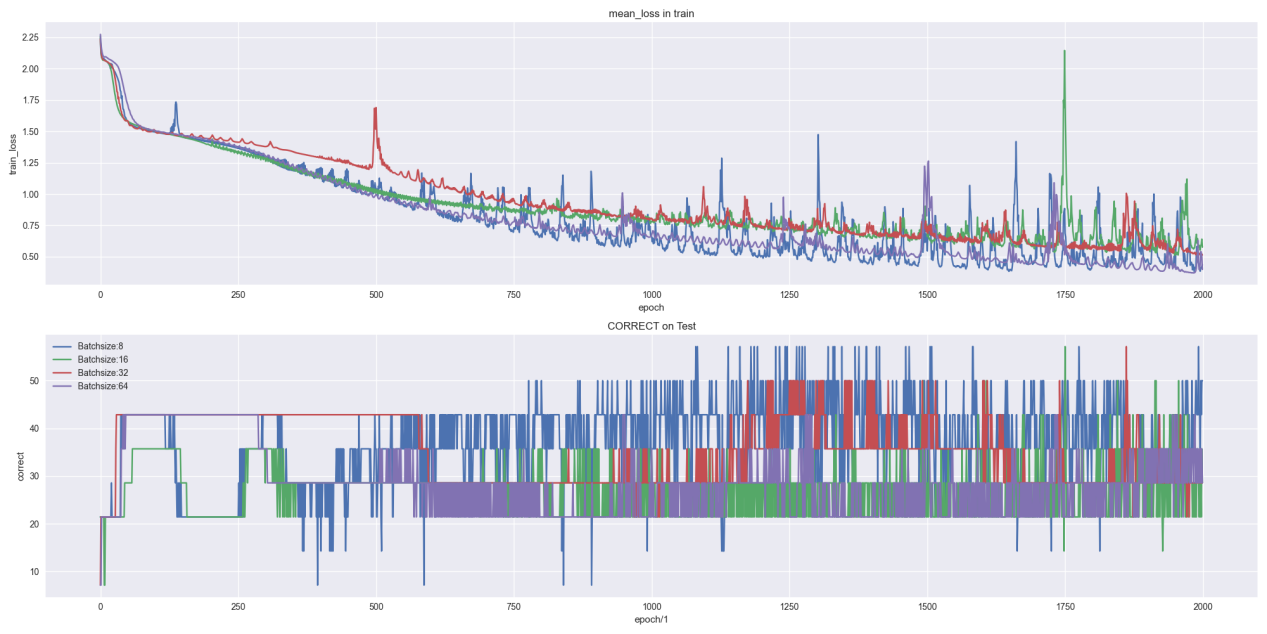 mean_loss in train
2.25
2.00
1.75
1.50
1.25
1.00
0.75
0.50
train_loss
0 250 500 750 1000 1250 1500 1750 2000
epoch
CORRECT on Test
Batchsize:8
Batchsize:16
Batchsize:32
Batchsize:64
50
40
30
20
10
correct
0 250 500 750 1000 1250 1500 1750 2000
epoch/1